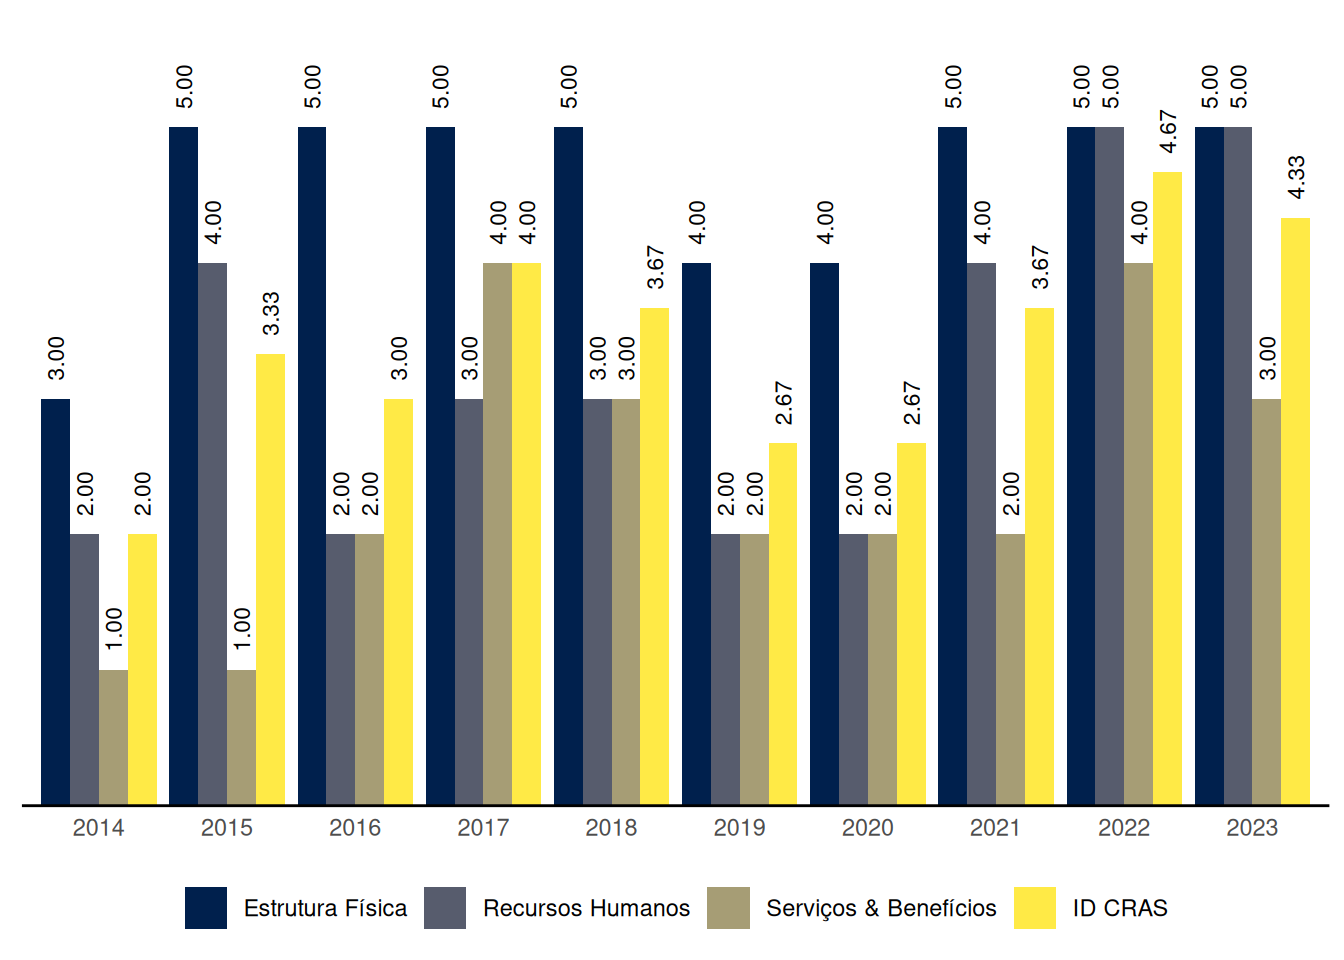 5.00 5.00 5.00 5.00 5.00 5.00 5.00 5.00 5.00
4.67
4.33
4.00 4.00 4.00 4.00 4.00 4.00 4.00
3.67 3.67
3.33
3.00 3.00 3.00 3.00 3.00 3.00
2.67 2.67
2.00 2.00 2.00 2.00 2.00 2.00 2.00 2.00 2.00
1.00 1.00
2014 2015 2016 2017 2018 2019 2020 2021 2022 2023
Estrutura Física Recursos Humanos Serviços & Benefícios ID CRAS